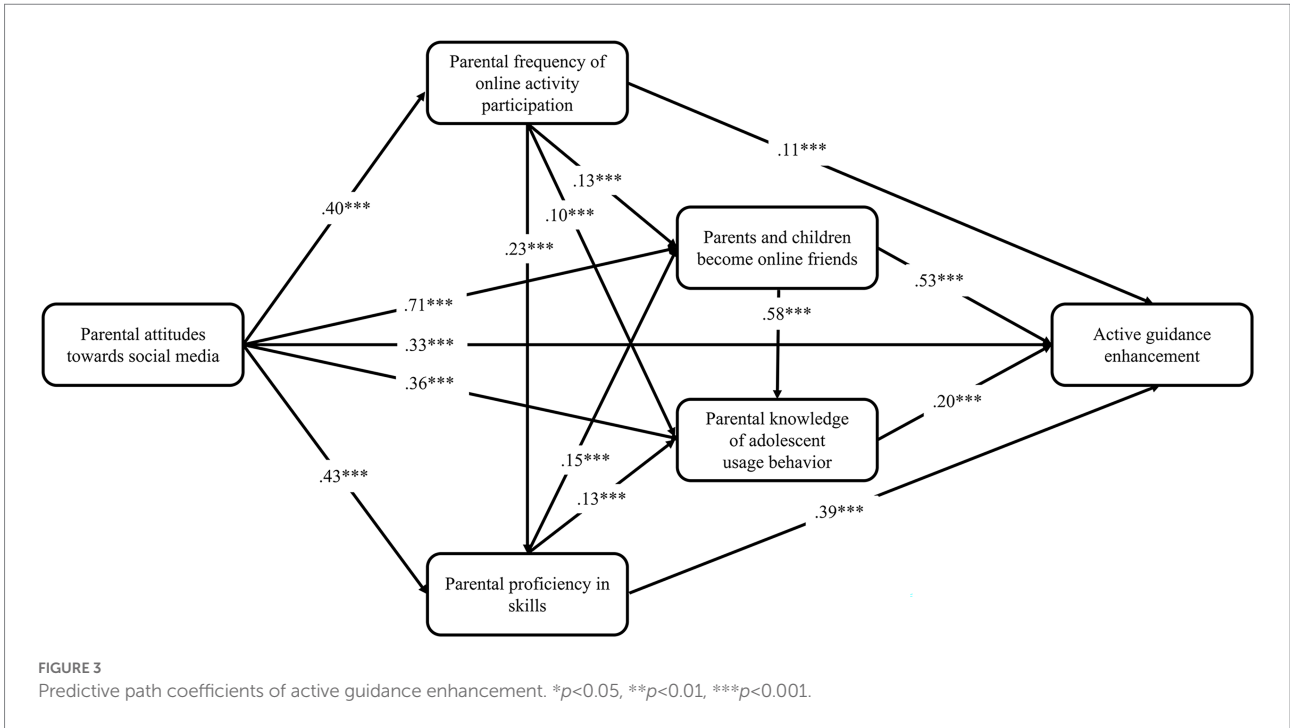 Parental frequency of
online activity
participation
.11***
.13***
.40***
.10***
.23***
Parents and children
become online friends
.53***
.71***
.58***
Parental attitudes
towards social media
.33***
Active guidance
enhancement
.36***
.20***
Parental knowledge
of adolescent
usage behavior
.15***
.43***
.13***
.39***
Parental proficiency in
skills
FIGURE 3
Predictive path coefficients of active guidance enhancement. *p<0.05, **p<0.01, ***p<0.001.